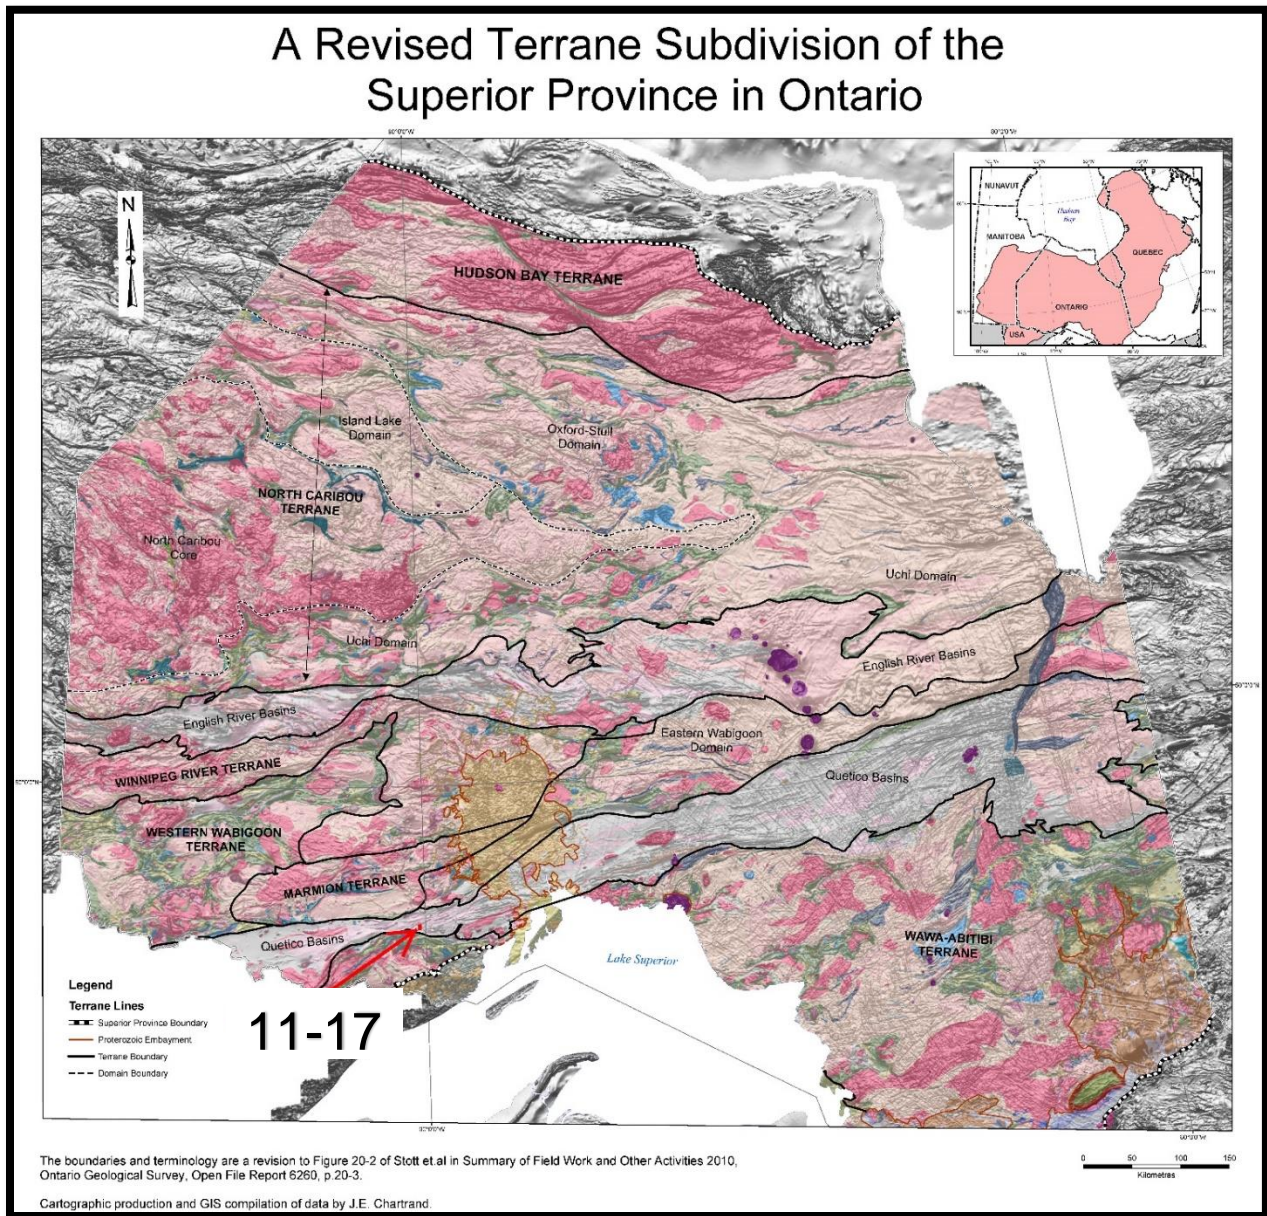 A Revised Terrane Subdivision of the
Superior Province in Ontario
N
HUDSON BAY TERRANE
NUNAVUT
Hudson
Bay
MANITOBA
QUEBEC
ONTARIO
USA
Island Lake
Domain
Oxford-Stull
Domain
NORTH CARIBOU
TERRANE
North Caribou
Core
Uchi Domain
Uchi Domain
English River Basins
English River Basins
WINNIPEG RIVER TERRANE
Eastern Wabigoon
Domain
Quetico Basins
WESTERN WABIGOON
TERRANE
MARMION TERRANE
Quetico Basins
WAWA-ABITIBI
TERRANE
Lake Superior
11-17
Legend
Terrane Lines
Superior Province Boundary
Proterozoic Embayment
Terrane Boundary
Domain Boundary
The boundaries and terminology are a revision to Figure 20-2 of Stott et.al in Summary of Field Work and Other Activities 2010,
Ontario Geological Survey, Open File Report 6260, p.20-3.
0 50 100 150
Kilometres
Cartographic production and GIS compilation of data by J.E. Chartrand.